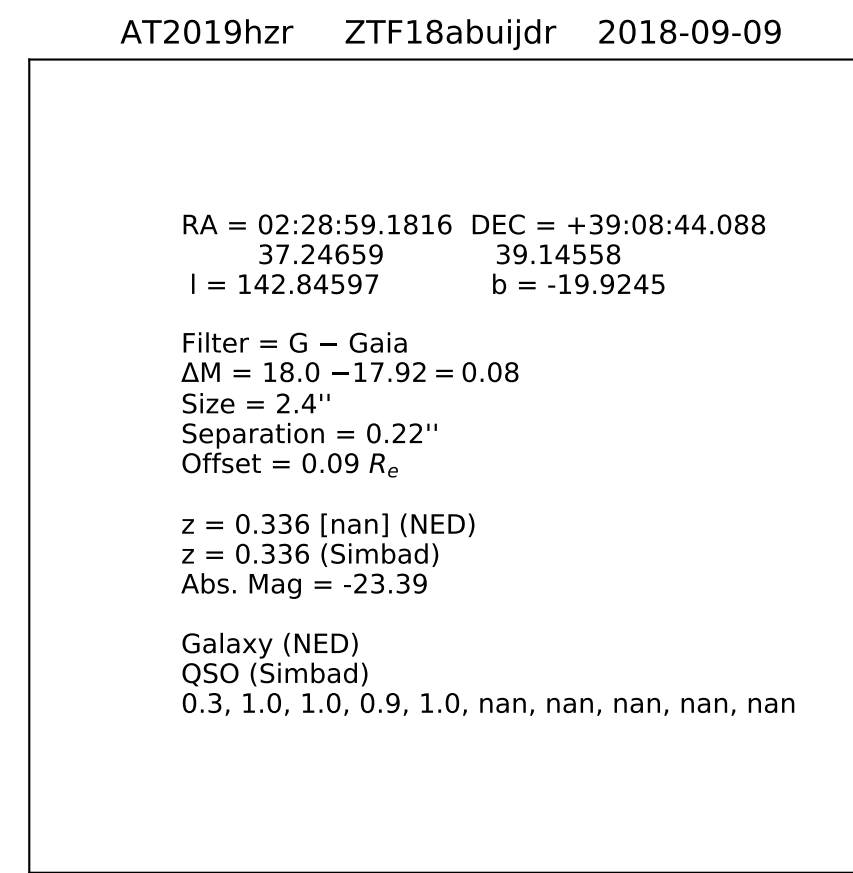 AT2019hzr ZTF18abuijdr 2018-09-09
RA = 02:28:59.1816 DEC = +39:08:44.088
37.24659 39.14558
l = 142.84597 b = -19.9245
Filter = G − Gaia
ΔM = 18.0 −17.92 = 0.08
Size = 2.4''
Separation = 0.22''
Offset = 0.09 Re
z = 0.336 [nan] (NED)
z = 0.336 (Simbad)
Abs. Mag = -23.39
Galaxy (NED)
QSO (Simbad)
0.3, 1.0, 1.0, 0.9, 1.0, nan, nan, nan, nan, nan